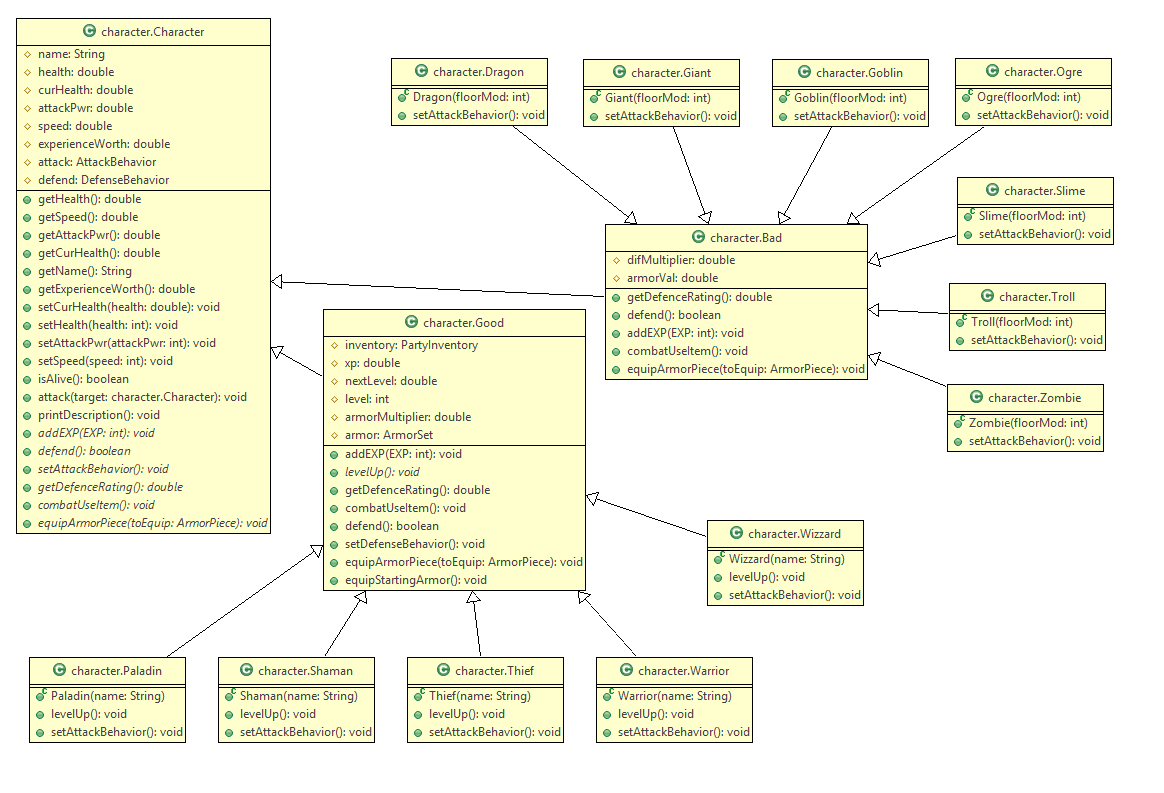 character.Character
name: String
health: double
curHealth: double
attackPwr: double
speed: double
experienceWorth: double
attack: AttackBehavior
defend: DefenseBehavior
getHealth(): double
getSpeed(): double
getAttackPwr(): double
getCurHealth(): double
getName(): String
getExperienceWorth(): double
setCurHealth(health: double): void
setHealth(health: int): void
setAttackPwr(attackPwr: int): void
setSpeed(speed: int): void
isAlive(): boolean
attack(target: character.Character): void
printDescription(): void
addEXP(EXP: int): void
defend(): boolean
setAttackBehavior(): void
getDefenceRating(): double
combatUseItem(): void
equipArmorPiece(toEquip: ArmorPiece): void
character.Dragon
Dragon(floorMod: int)
setAttackBehavior(): void
character.Giant
Giant(floorMod: int)
setAttackBehavior(): void
character.Goblin
Goblin(floorMod: int)
setAttackBehavior(): void
character.Ogre
Ogre(floorMod: int)
setAttackBehavior(): void
character.Slime
Slime(floorMod: int)
setAttackBehavior(): void
character.Bad
difMultiplier: double
armorVal: double
getDefenceRating(): double
defend(): boolean
addEXP(EXP: int): void
combatUseItem(): void
equipArmorPiece(toEquip: ArmorPiece): void
character.Troll
Troll(floorMod: int)
setAttackBehavior(): void
character.Zombie
Zombie(floorMod: int)
setAttackBehavior(): void
character.Good
inventory: PartyInventory
xp: double
nextLevel: double
level: int
armorMultiplier: double
armor: ArmorSet
addEXP(EXP: int): void
levelUp(): void
getDefenceRating(): double
combatUseItem(): void
defend(): boolean
setDefenseBehavior(): void
equipArmorPiece(toEquip: ArmorPiece): void
equipStartingArmor(): void
character.Wizzard
Wizzard(name: String)
levelUp(): void
setAttackBehavior(): void
character.Paladin
Paladin(name: String)
levelUp(): void
setAttackBehavior(): void
character.Shaman
Shaman(name: String)
levelUp(): void
setAttackBehavior(): void
character.Thief
Thief(name: String)
levelUp(): void
setAttackBehavior(): void
character.Warrior
Warrior(name: String)
levelUp(): void
setAttackBehavior(): void